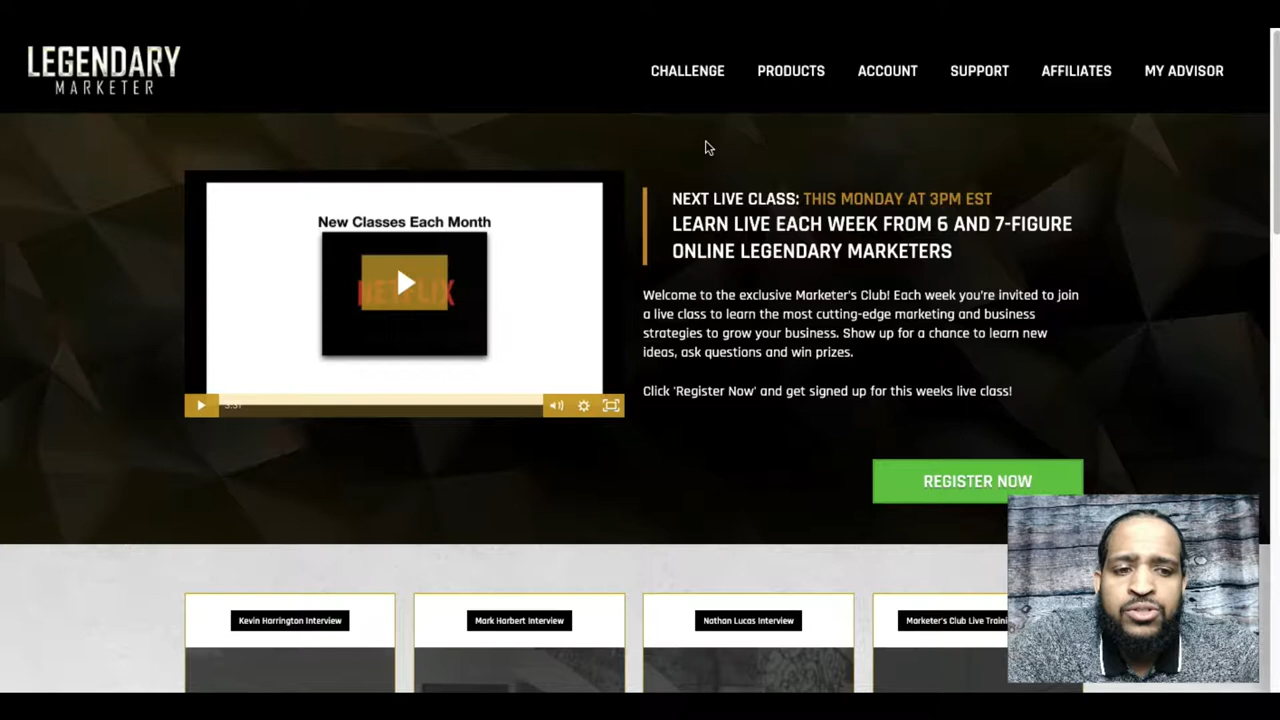 LEGENDARY
MARKETER
CHALLENGE
PRODUCTS
ACCOUNT
SUPPORT
AFFILIATES
MY ADVISOR
New Classes Each Month
NETFLIX
3:31
NEXT LIVE CLASS: THIS MONDAY AT 3PM EST
LEARN LIVE EACH WEEK FROM 6 AND 7-FIGURE
ONLINE LEGENDARY MARKETERS
Welcome to the exclusive Marketer's Club! Each week you're invited to join
a live class to learn the most cutting-edge marketing and business
strategies to grow your business. Show up for a chance to learn new
ideas, ask questions and win prizes.
Click 'Register Now' and get signed up for this weeks live class!
REGISTER NOW
Kevin Harrington Interview
Mark Harbert Interview
Nathan Lucas Interview
Marketer's Club Live